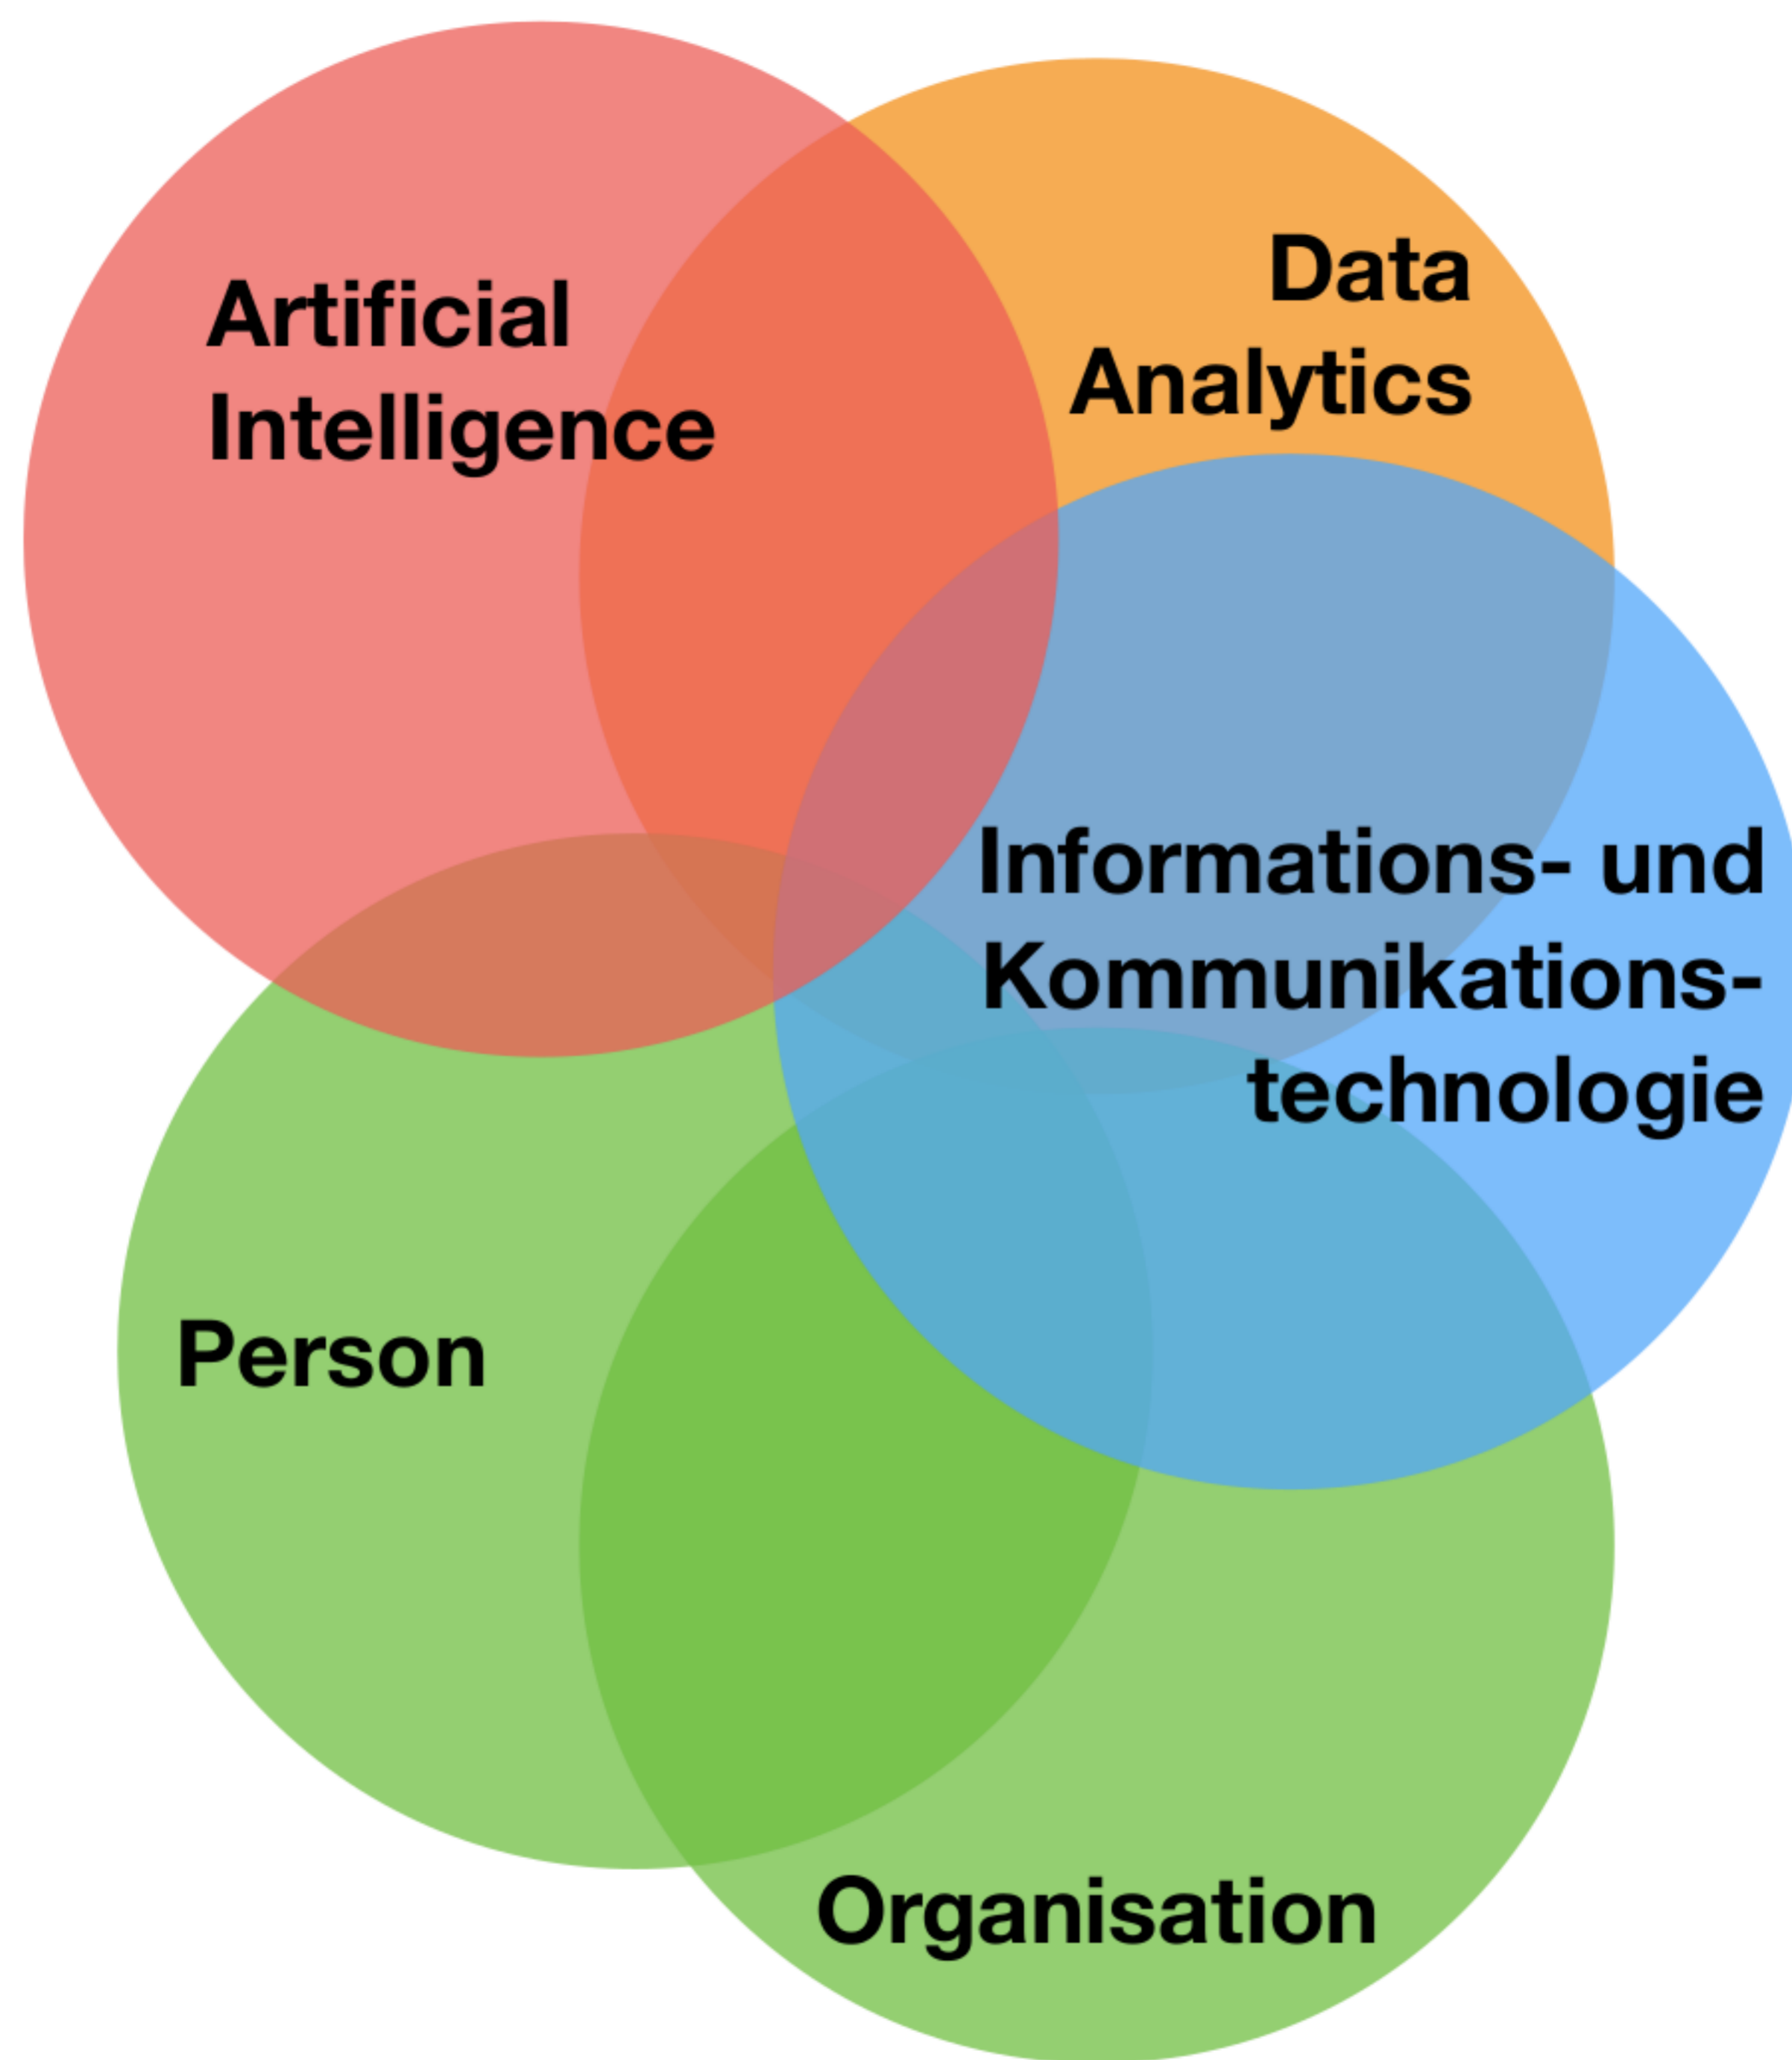 Artificial
Intelligence
Data
Analytics
Informations- und
Kommunikations-
technologie
Person
Organisation